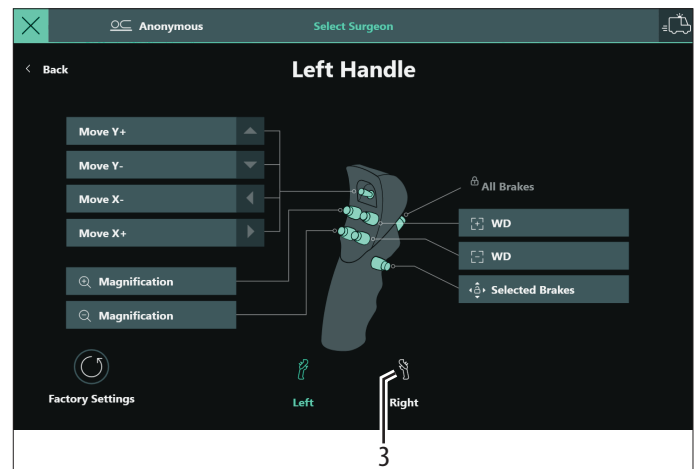 Anonymous
Select Surgeon
Back
Left Handle
Move Y+
Move Y-
Move X-
Move X+
Magnification
Magnification
All Brakes
WD
WD
Selected Brakes
Factory Settings
Left
Right
3